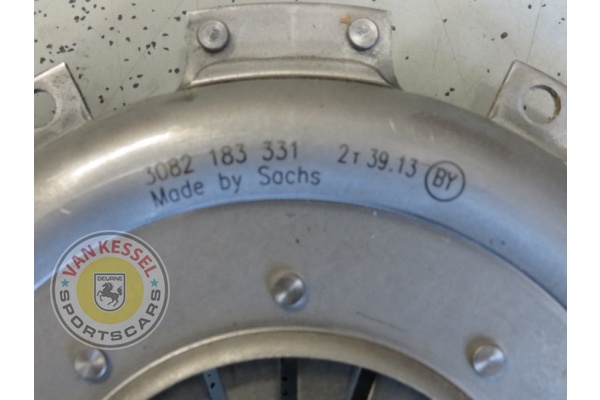 3082 183 331 2T 39.13 BY
Made by Sachs
VAN KESSEL
DEURNE
SPORTSCARS